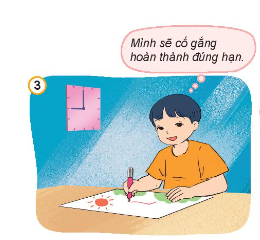 Mình sẽ cố gắng
hoàn thành đúng hạn.
3